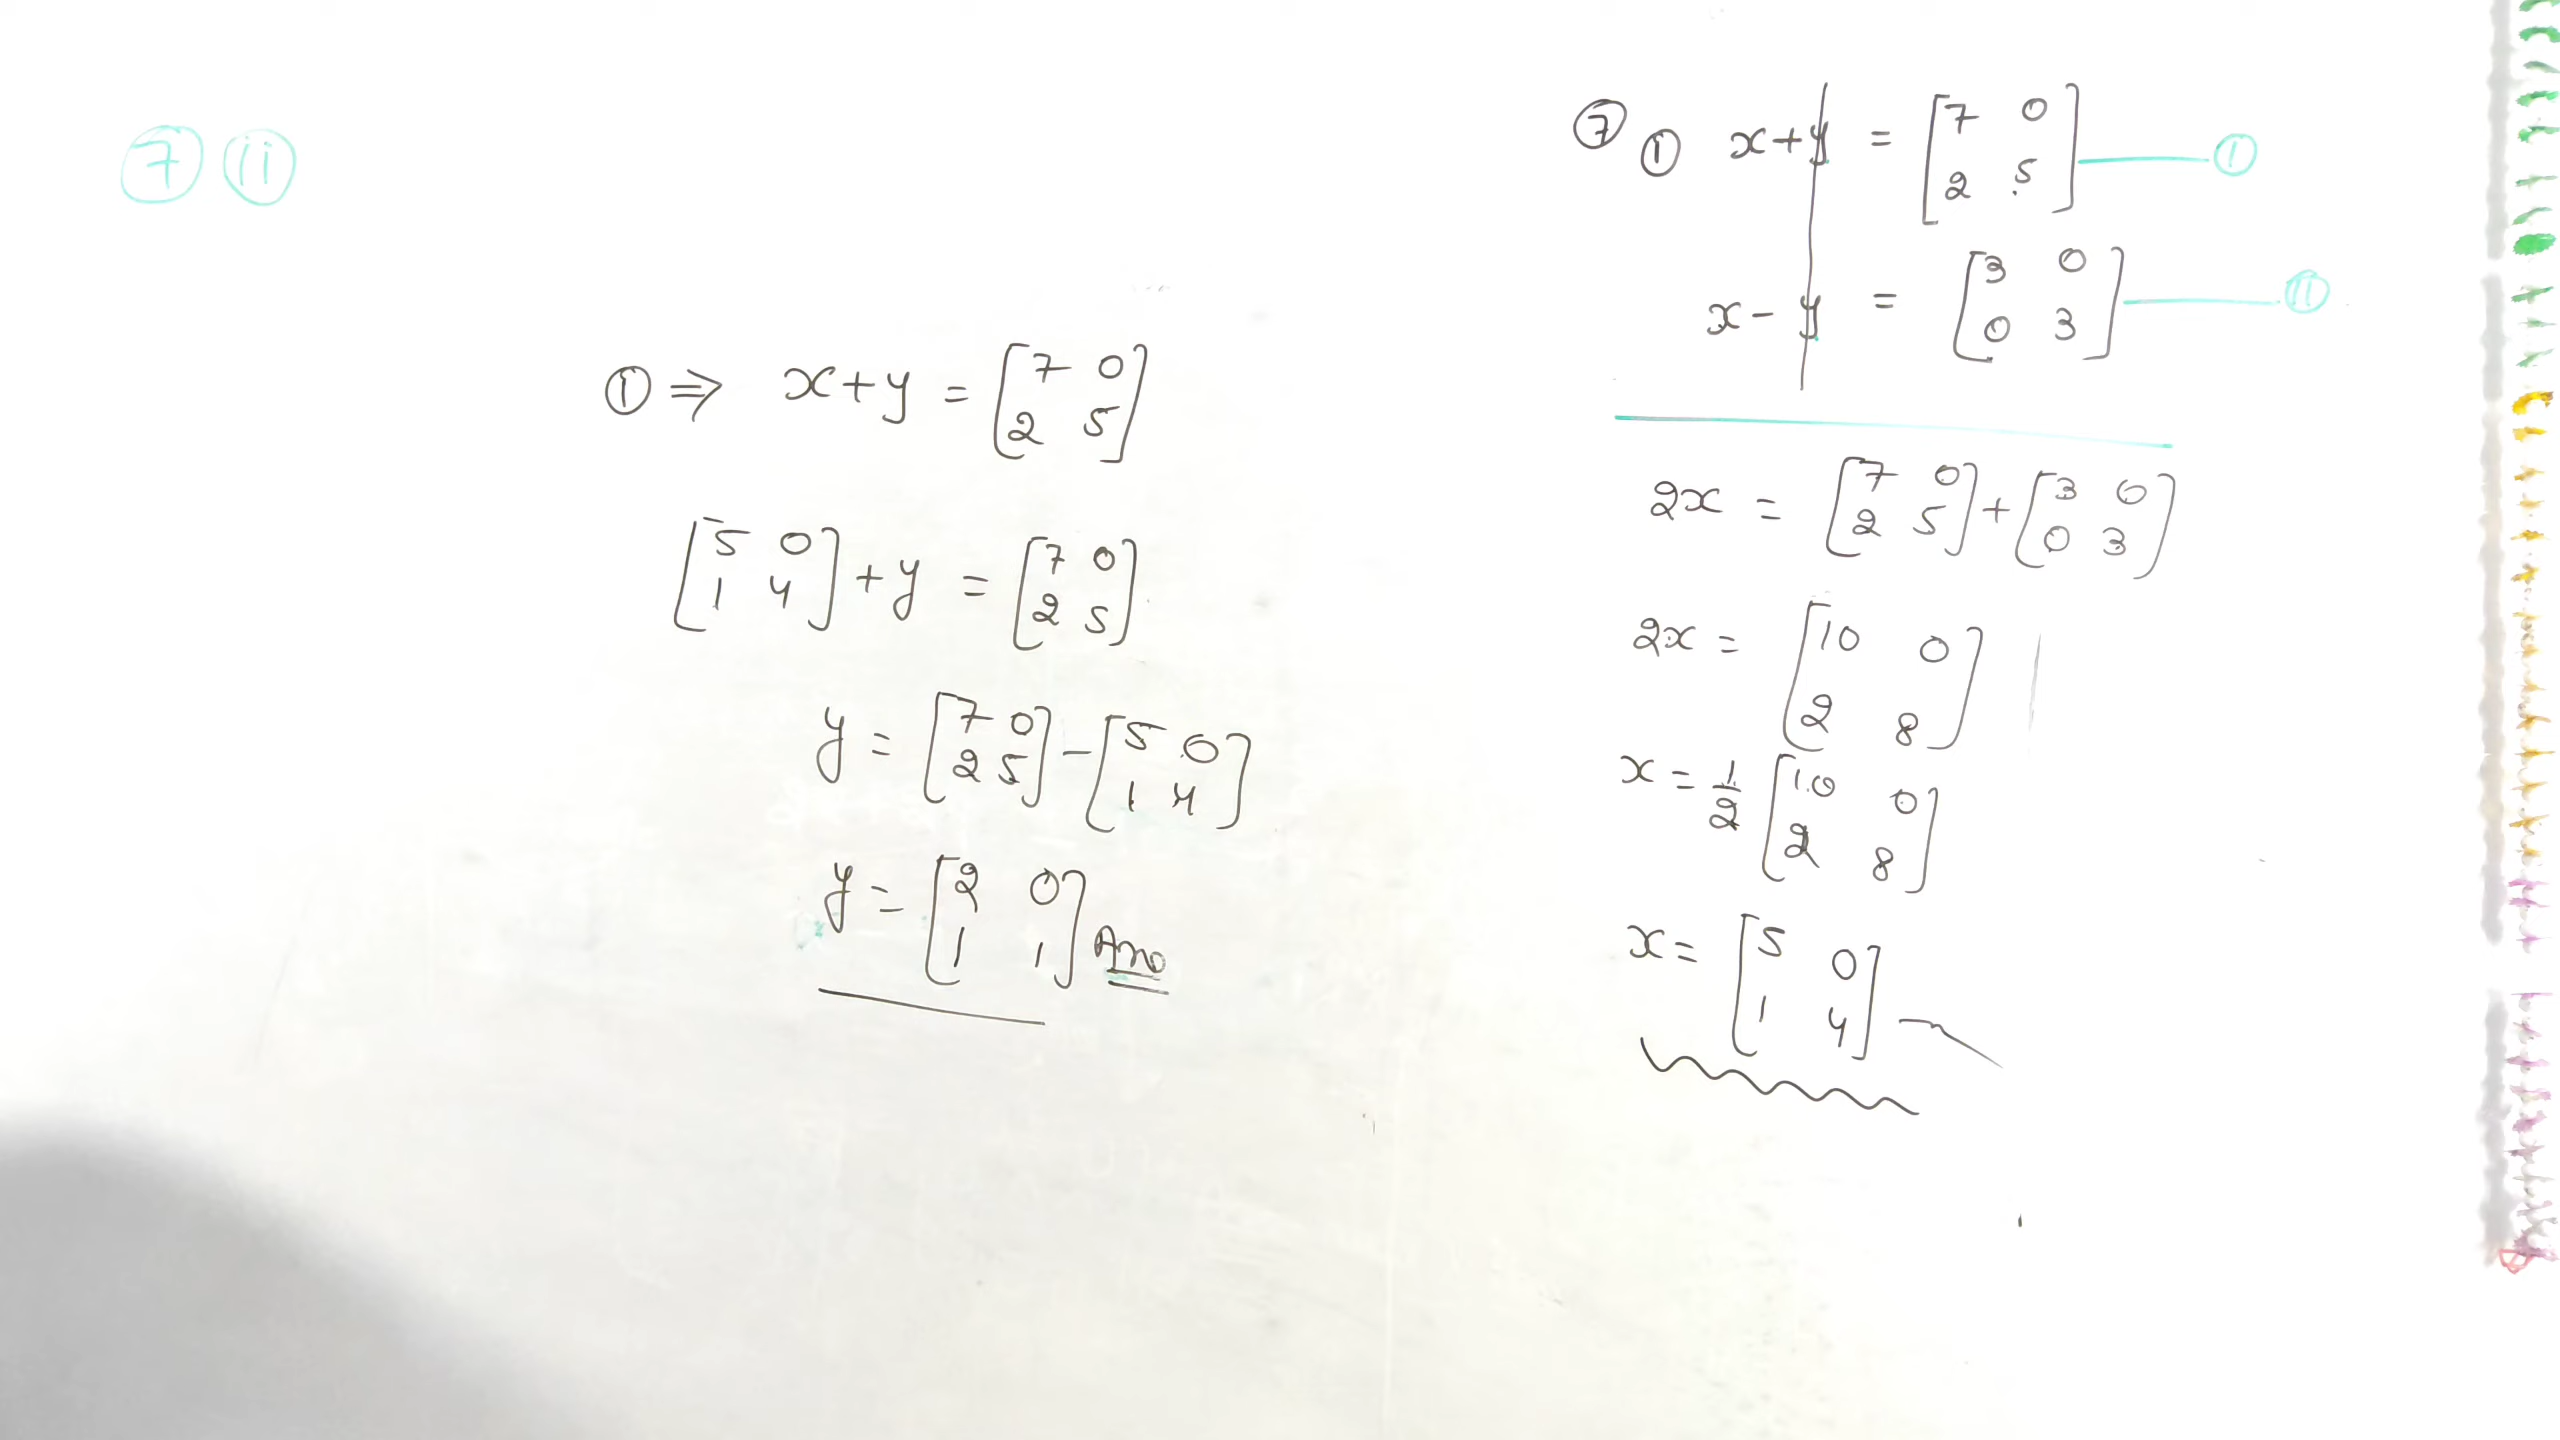 ⑦ ⓘⓘ
⑦ ① x+y = [7 0
2 5] ①
x-y = [3 0
0 3] ⓘⓘ
2x = [7 0
2 5] + [3 0
0 3]
2x = [10 0
2 8]
x = 1/2 [10 0
2 8]
x = [5 0
1 4]
① ⇒ x+y = [7 0
2 5]
[5 0
1 4] + y = [7 0
2 5]
y = [7 0
2 5] - [5 0
1 4]
y = [2 0
1 1] Ans